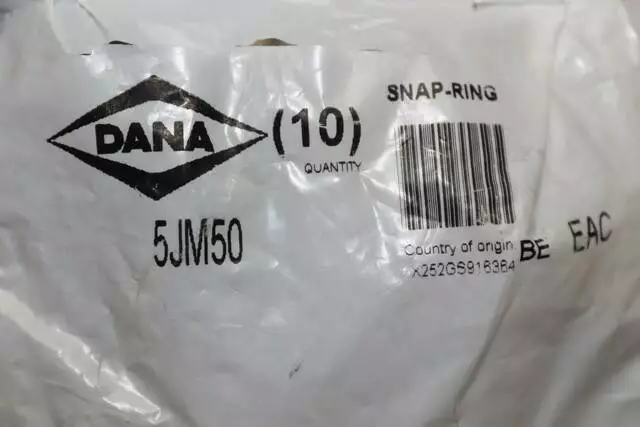 DANA
(10)
QUANTITY
5JM50
SNAP-RING
Country of origin: BE
EAC